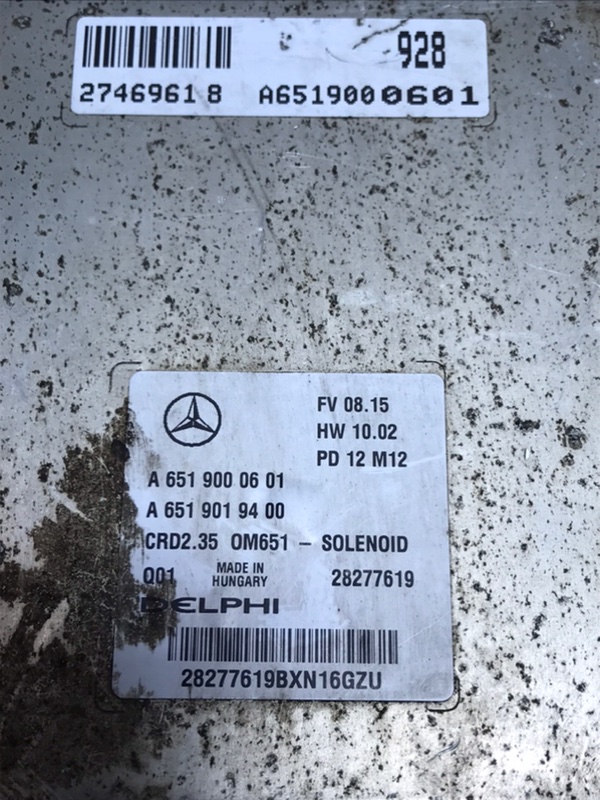 928
27469618 A6519000601
FV 08.15
HW 10.02
PD 12 M12
A 651 900 06 01
A 651 901 94 00
CRD2.35 OM651 – SOLENOID
Q01 MADE IN HUNGARY 28277619
DELPHI
28277619BXN16GZU